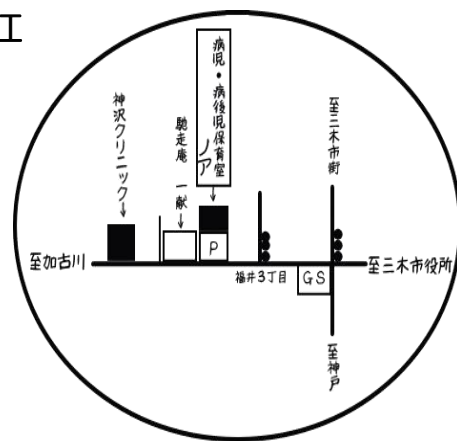 工
病児・病後児保育室
ノア
馳走庵 一献
神沢クリニック
至三木市街
P
至加古川
至三木市役所
福井3丁目
GS
至神戸